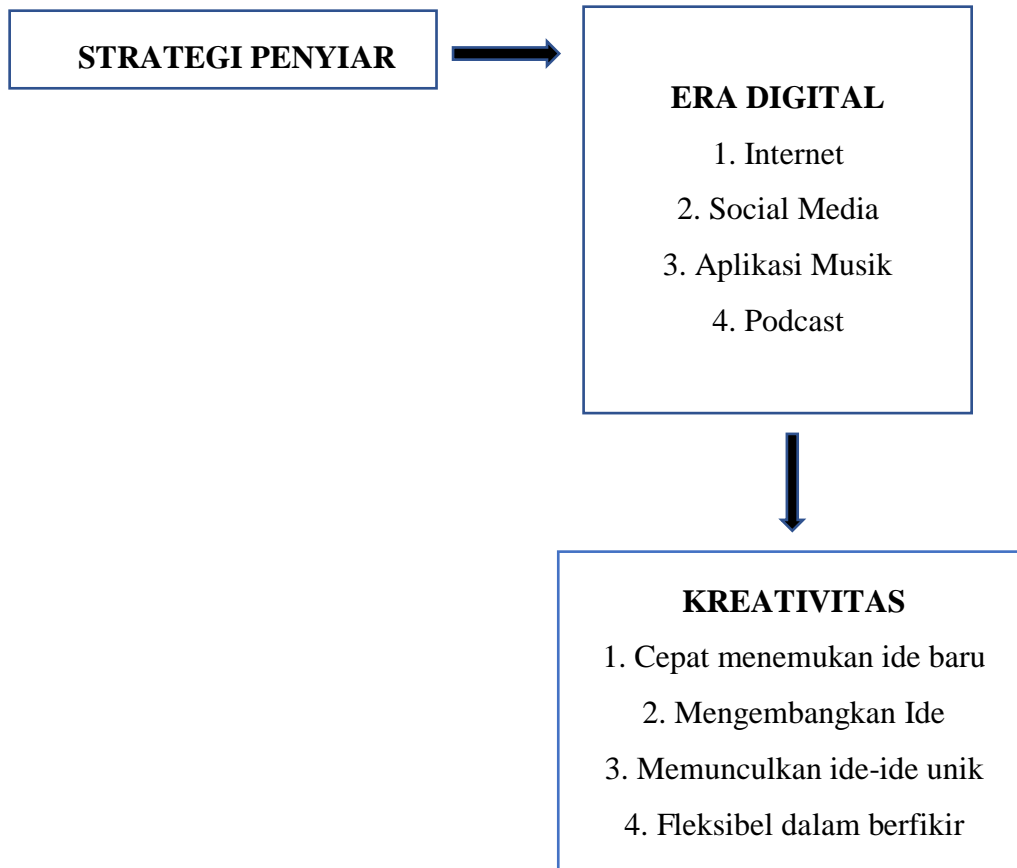 STRATEGI PENYIAR
ERA DIGITAL
1. Internet
2. Social Media
3. Aplikasi Musik
4. Podcast
KREATIVITAS
1. Cepat menemukan ide baru
2. Mengembangkan Ide
3. Memunculkan ide-ide unik
4. Fleksibel dalam berfikir